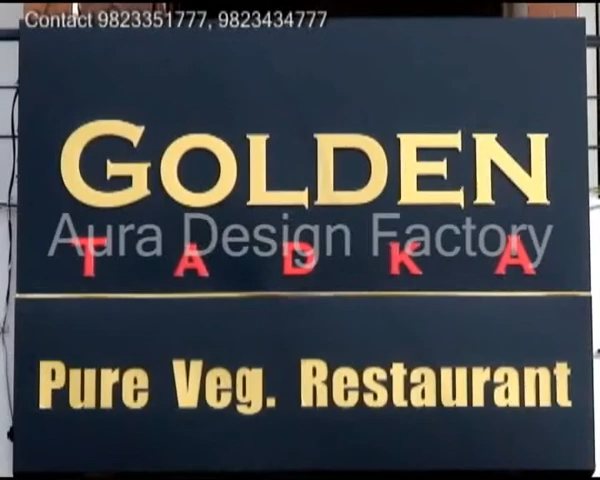 Contact 9823351777, 9823434777
GOLDEN
Aura Design Factory
TADKA
Pure Veg. Restaurant